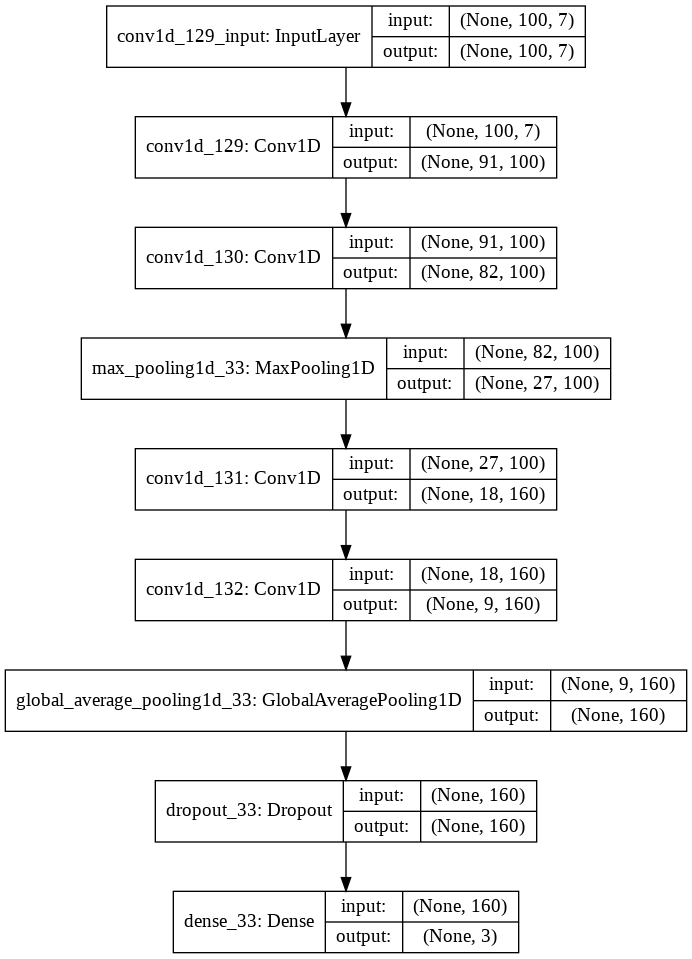 conv1d_129_input: InputLayer
input: (None, 100, 7)
output: (None, 100, 7)
conv1d_129: Conv1D
input: (None, 100, 7)
output: (None, 91, 100)
conv1d_130: Conv1D
input: (None, 91, 100)
output: (None, 82, 100)
max_pooling1d_33: MaxPooling1D
input: (None, 82, 100)
output: (None, 27, 100)
conv1d_131: Conv1D
input: (None, 27, 100)
output: (None, 18, 160)
conv1d_132: Conv1D
input: (None, 18, 160)
output: (None, 9, 160)
global_average_pooling1d_33: GlobalAveragePooling1D
input: (None, 9, 160)
output: (None, 160)
dropout_33: Dropout
input: (None, 160)
output: (None, 160)
dense_33: Dense
input: (None, 160)
output: (None, 3)